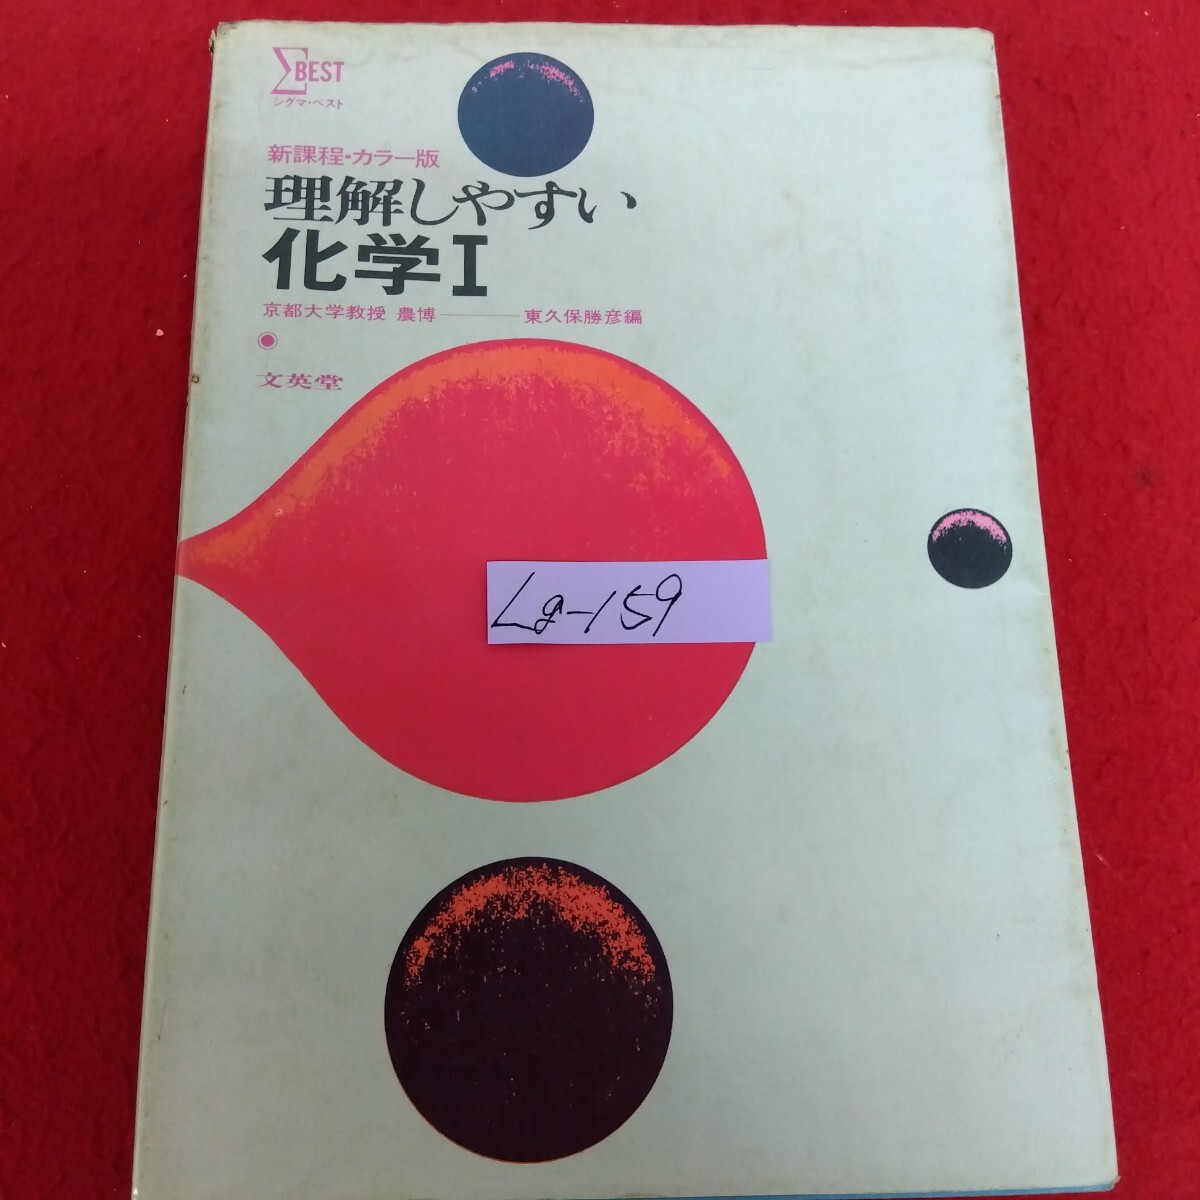 ΣBEST
シグマ・ベスト
新課程・カラー版
理解しやすい
化学I
京都大学教授 農博――東久保勝彦編
文英堂
Lg-159